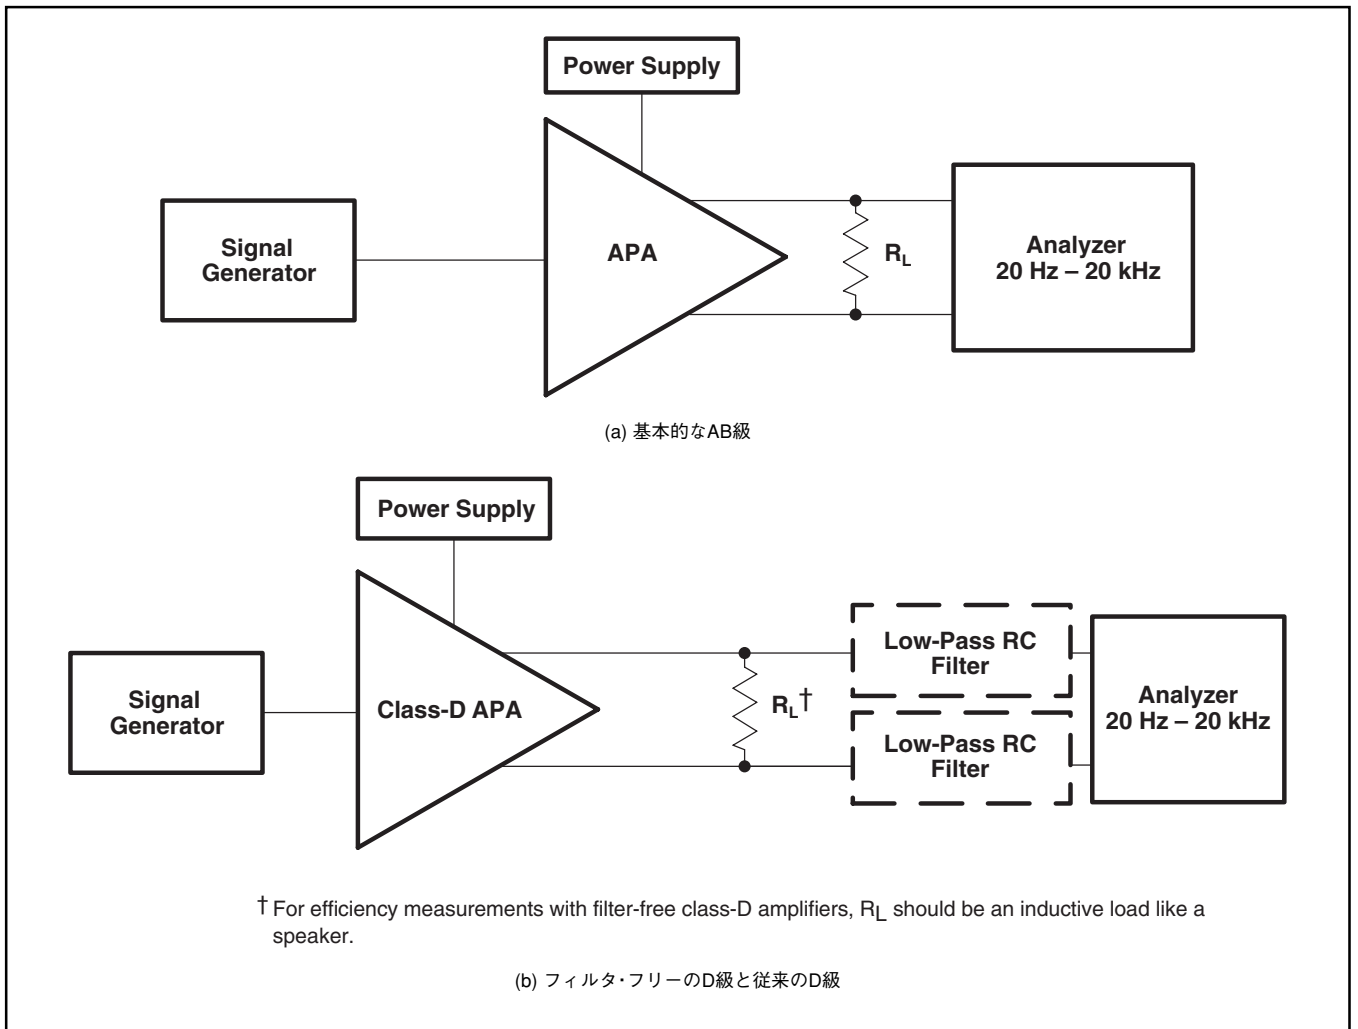 Power Supply
Signal
Generator
APA
RL
Analyzer
20 Hz – 20 kHz
(a) 基本的なAB級
Power Supply
Signal
Generator
Class-D APA
RL†
Low-Pass RC
Filter
Low-Pass RC
Filter
Analyzer
20 Hz – 20 kHz
† For efficiency measurements with filter-free class-D amplifiers, RL should be an inductive load like a
speaker.
(b) フィルタ・フリーのD級と従来のD級